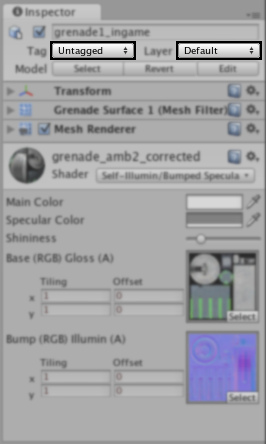 Inspector
grenade1_ingame
Tag Untagged Layer Default
Model Select Revert Edit
Transform
Grenade Surface 1 (Mesh Filter)
Mesh Renderer
grenade_amb2_corrected
Shader Self-Illumin/Bumped Specula
Main Color
Specular Color
Shininess
Base (RGB) Gloss (A)
Tiling Offset
x 1 0
y 1 0
Select
Bump (RGB) Illumin (A)
Tiling Offset
x 1 0
y 1 0
Select